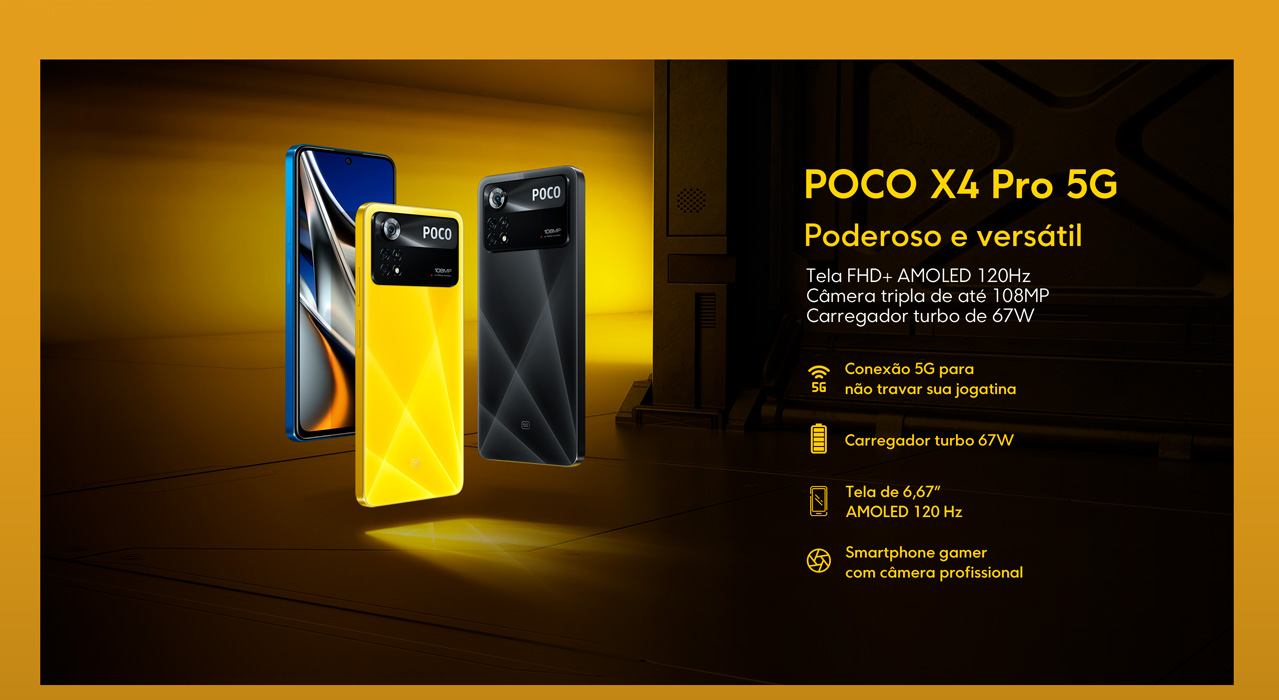 POCO
108MP
POCO
108MP
POCO X4 Pro 5G
Poderoso e versátil
Tela FHD+ AMOLED 120Hz
Câmera tripla de até 108MP
Carregador turbo de 67W
5G
Conexão 5G para
não travar sua jogatina
Carregador turbo 67W
Tela de 6,67”
AMOLED 120 Hz
Smartphone gamer
com câmera profissional